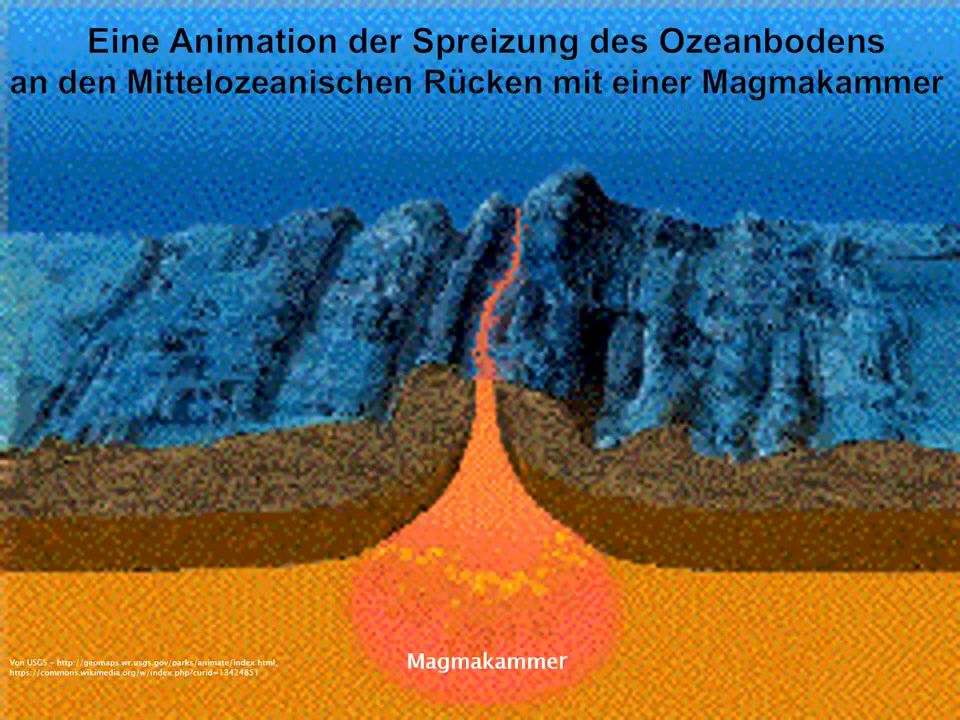 Eine Animation der Spreizung des Ozeanbodens
an den Mittelozeanischen Rücken mit einer Magmakammer
Magmakammer
Von USGS - http://geomaps.wr.usgs.gov/parks/animate/index.html,
https://commons.wikimedia.org/w/index.php?curid=13424851